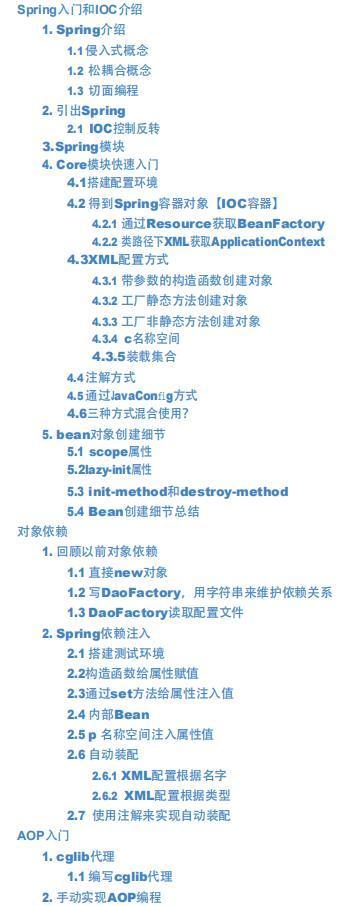 Spring入门和IOC介绍
1. Spring介绍
1.1 侵入式概念
1.2 松耦合概念
1.3 切面编程
2. 引出Spring
2.1 IOC控制反转
3.Spring模块
4. Core模块快速入门
4.1搭建配置环境
4.2 得到Spring容器对象【IOC容器】
4.2.1 通过Resource获取BeanFactory
4.2.2 类路径下XML获取ApplicationContext
4.3XML配置方式
4.3.1 带参数的构造函数创建对象
4.3.2 工厂静态方法创建对象
4.3.3 工厂非静态方法创建对象
4.3.4 c名称空间
4.3.5装载集合
4.4 注解方式
4.5 通过JavaConfig方式
4.6三种方式混合使用?
5. bean对象创建细节
5.1 scope属性
5.2lazy-init属性
5.3 init-method和destroy-method
5.4 Bean创建细节总结
对象依赖
1. 回顾以前对象依赖
1.1 直接new对象
1.2 写DaoFactory，用字符串来维护依赖关系
1.3 DaoFactory读取配置文件
2. Spring依赖注入
2.1 搭建测试环境
2.2构造函数给属性赋值
2.3通过set方法给属性注入值
2.4 内部Bean
2.5 p 名称空间注入属性值
2.6 自动装配
2.6.1 XML配置根据名字
2.6.2 XML配置根据类型
2.7 使用注解来实现自动装配
AOP入门
1. cglib代理
1.1 编写cglib代理
2. 手动实现AOP编程